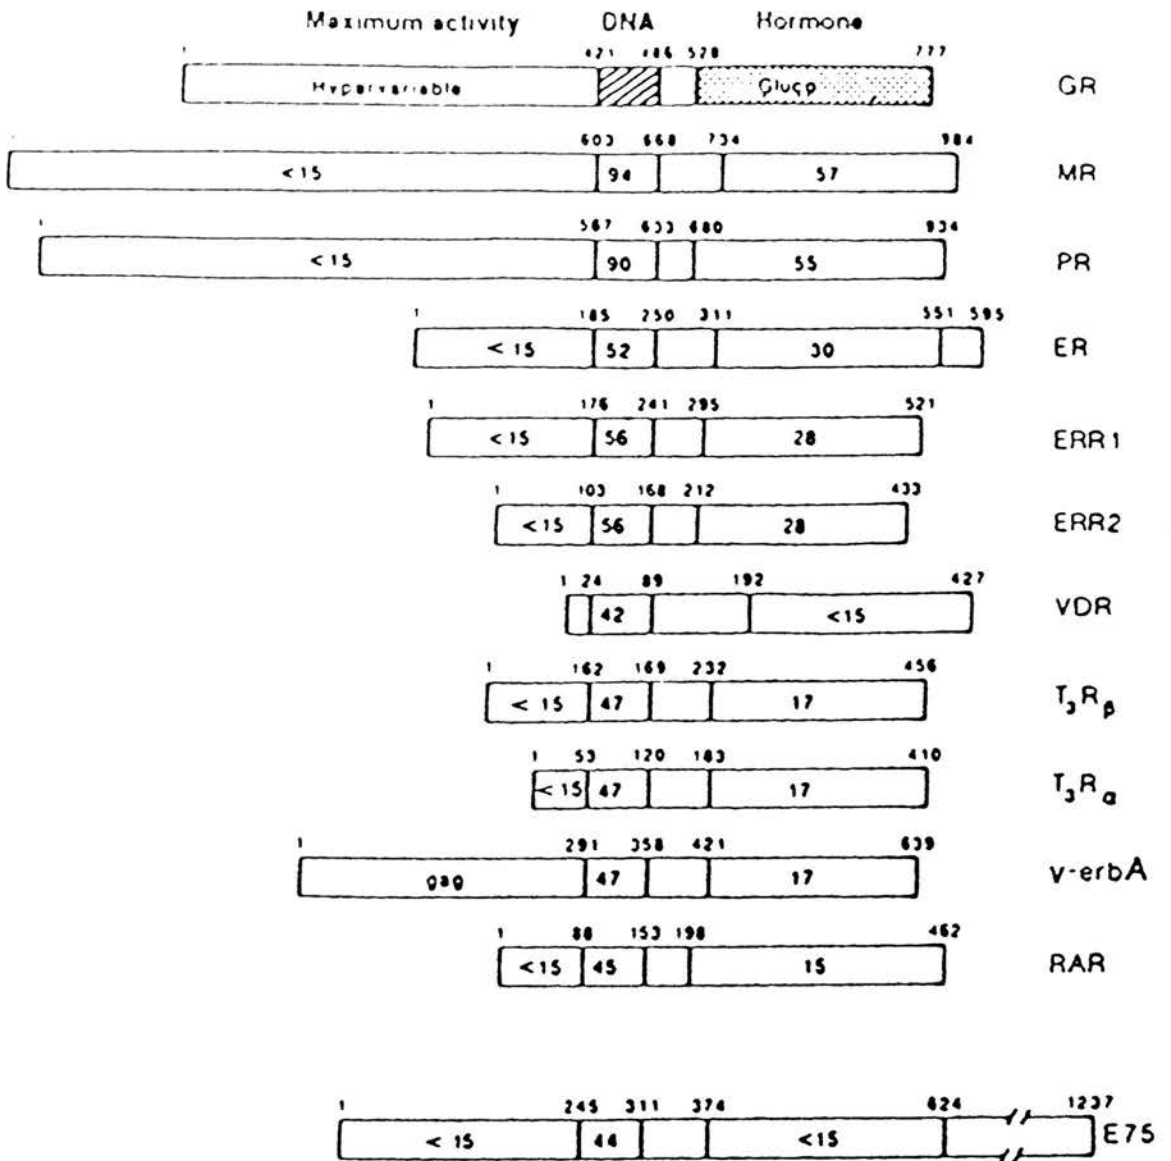 Maximum activity DNA Hormone
1 421 486 528 777
Hypervariable Gluco GR
603 668 734 984
<15 94 57 MR
1 567 633 680 934
<15 90 55 PR
1 185 250 311 551 595
<15 52 30 ER
1 176 241 295 521
<15 56 28 ERR1
1 103 168 212 433
<15 56 28 ERR2
1 24 89 192 427
42 <15 VDR
1 162 169 232 456
<15 47 17 T₃Rβ
1 53 120 183 410
<15 47 17 T₃Rα
1 291 358 421 639
gag 47 17 v-erbA
1 88 153 198 462
<15 45 15 RAR
1 245 311 374 624 1237
<15 44 <15 E75